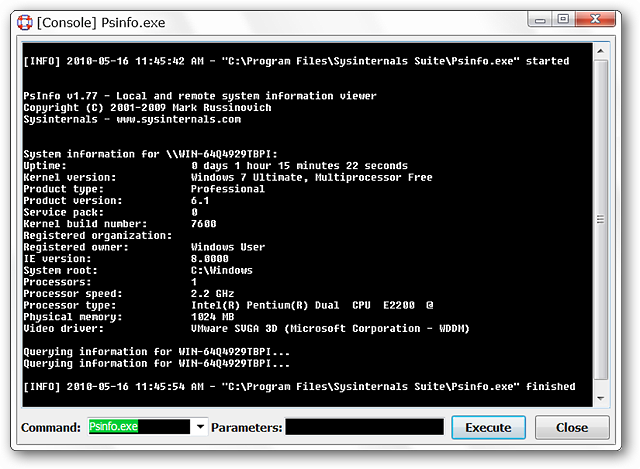 [Console] Psinfo.exe
[INFO] 2010-05-16 11:45:42 AM - "C:\Program Files\Sysinternals Suite\Psinfo.exe" started
PsInfo v1.77 - Local and remote system information viewer
Copyright (C) 2001-2009 Mark Russinovich
Sysinternals - www.sysinternals.com
System information for \\WIN-64Q4929TBPI:
Uptime: 0 days 1 hour 15 minutes 22 seconds
Kernel version: Windows 7 Ultimate, Multiprocessor Free
Product type: Professional
Product version: 6.1
Service pack: 0
Kernel build number: 7600
Registered organization:
Registered owner: Windows User
IE version: 8.0000
System root: C:\Windows
Processors: 1
Processor speed: 2.2 GHz
Processor type: Intel(R) Pentium(R) Dual CPU E2200 @
Physical memory: 1024 MB
Video driver: VMware SVGA 3D (Microsoft Corporation - WDDM)
Querying information for WIN-64Q4929TBPI...
Querying information for WIN-64Q4929TBPI...
[INFO] 2010-05-16 11:45:54 AM - "C:\Program Files\Sysinternals Suite\Psinfo.exe" finished
Command: Psinfo.exe Parameters: Execute Close